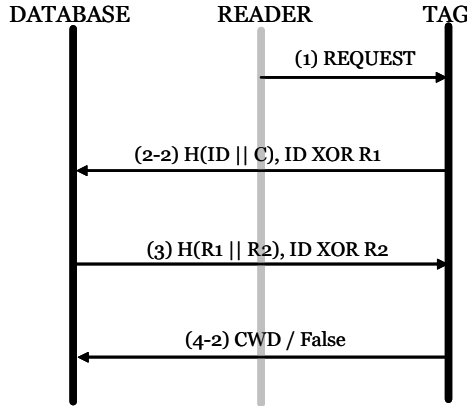 DATABASE READER TAG
(1) REQUEST
(2-2) H(ID || C), ID XOR R1
(3) H(R1 || R2), ID XOR R2
(4-2) CWD / False